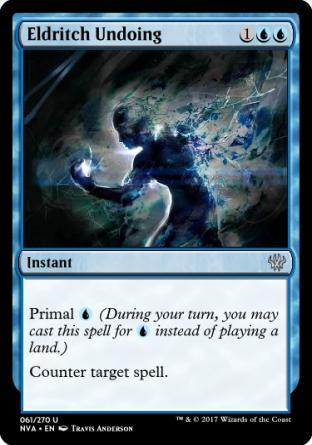 Eldritch Undoing 1
Instant
Primal (During your turn, you may
cast this spell for instead of playing a
land.)
Counter target spell.
061/270 U
NVA • EN Travis Anderson ™ & © 2017 Wizards of the Coast